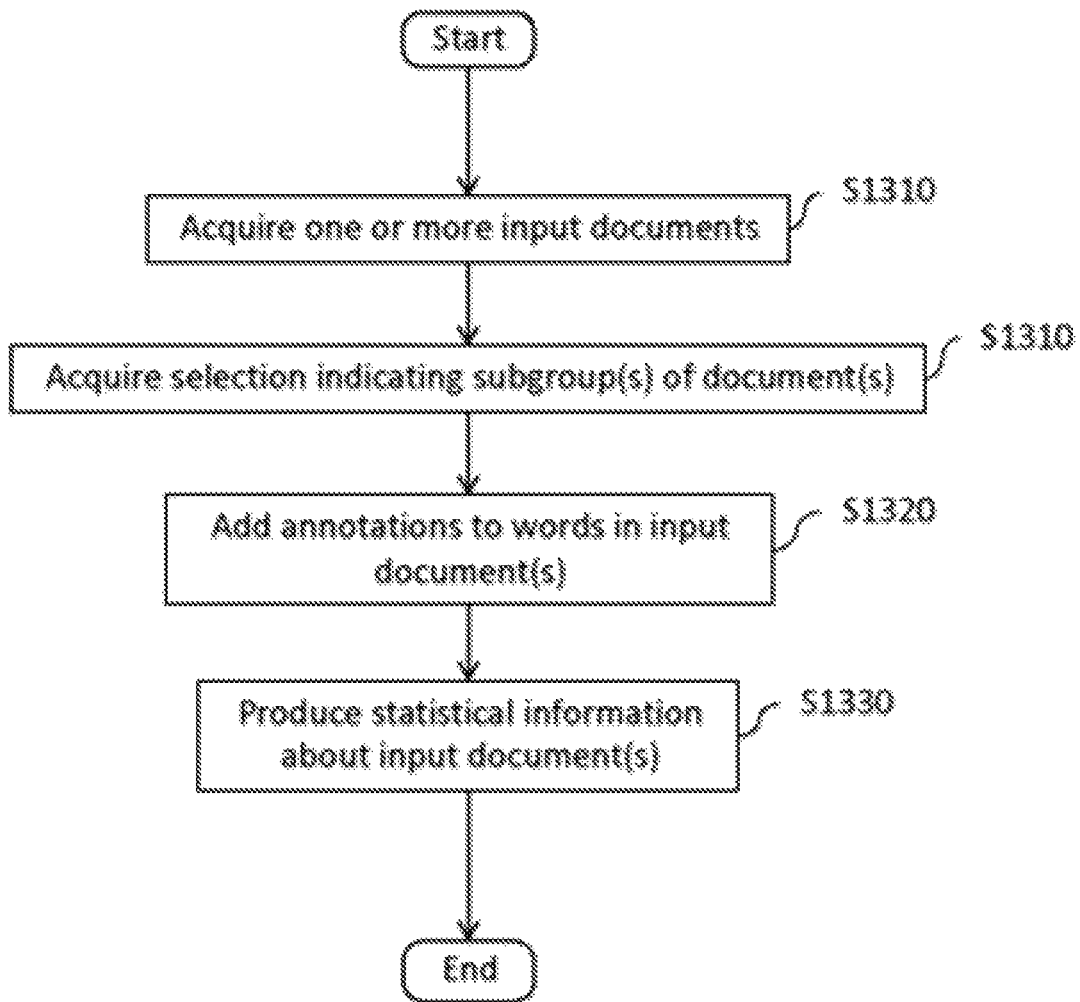 Start
S1310
Acquire one or more input documents
S1310
Acquire selection indicating subgroup(s) of document(s)
S1320
Add annotations to words in input
document(s)
S1330
Produce statistical information
about input document(s)
End